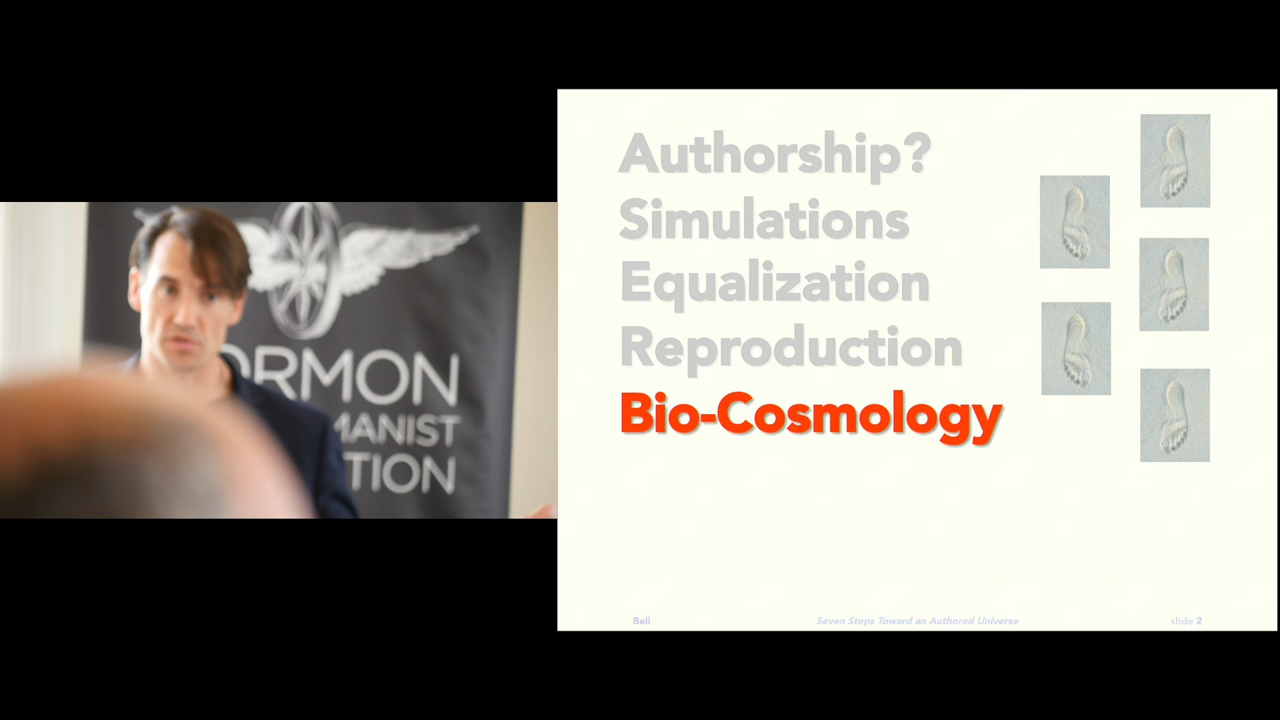 ORMON
MANIST
TION
Authorship?
Simulations
Equalization
Reproduction
Bio-Cosmology
Bell
Seven Steps Toward an Authored Universe
slide 2